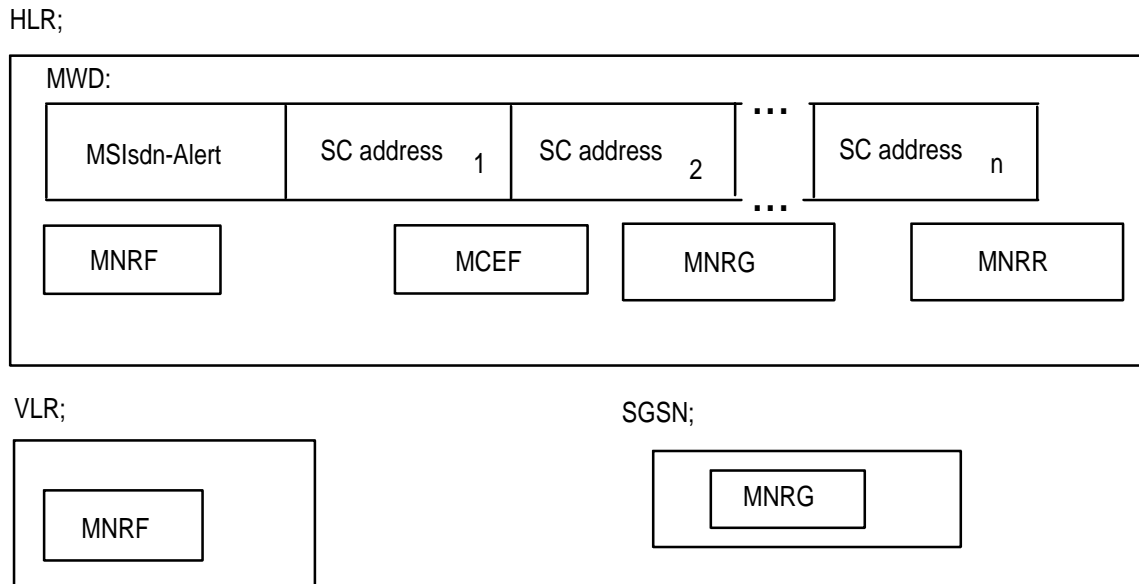 HLR;
MWD:
...
MSIsdn-Alert SC address 1 SC address 2 SC address n
...
MNRF MCEF MNRG MNRR
VLR; SGSN;
MNRG
MNRF